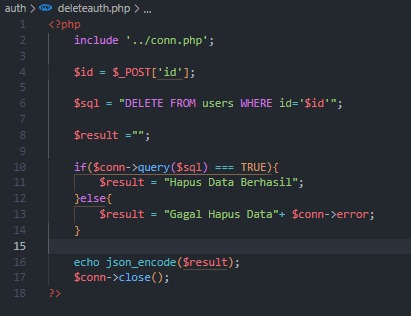 auth > deleteauth.php > ...
1 <?php
2 include '../conn.php';
3
4 $id = $_POST['id'];
5
6 $sql = "DELETE FROM users WHERE id='$id'";
7
8 $result ="";
9
10 if($conn->query($sql) === TRUE){
11 $result = "Hapus Data Berhasil";
12 }else{
13 $result = "Gagal Hapus Data"+ $conn->error;
14 }
15
16 echo json_encode($result);
17 $conn->close();
18 ?>